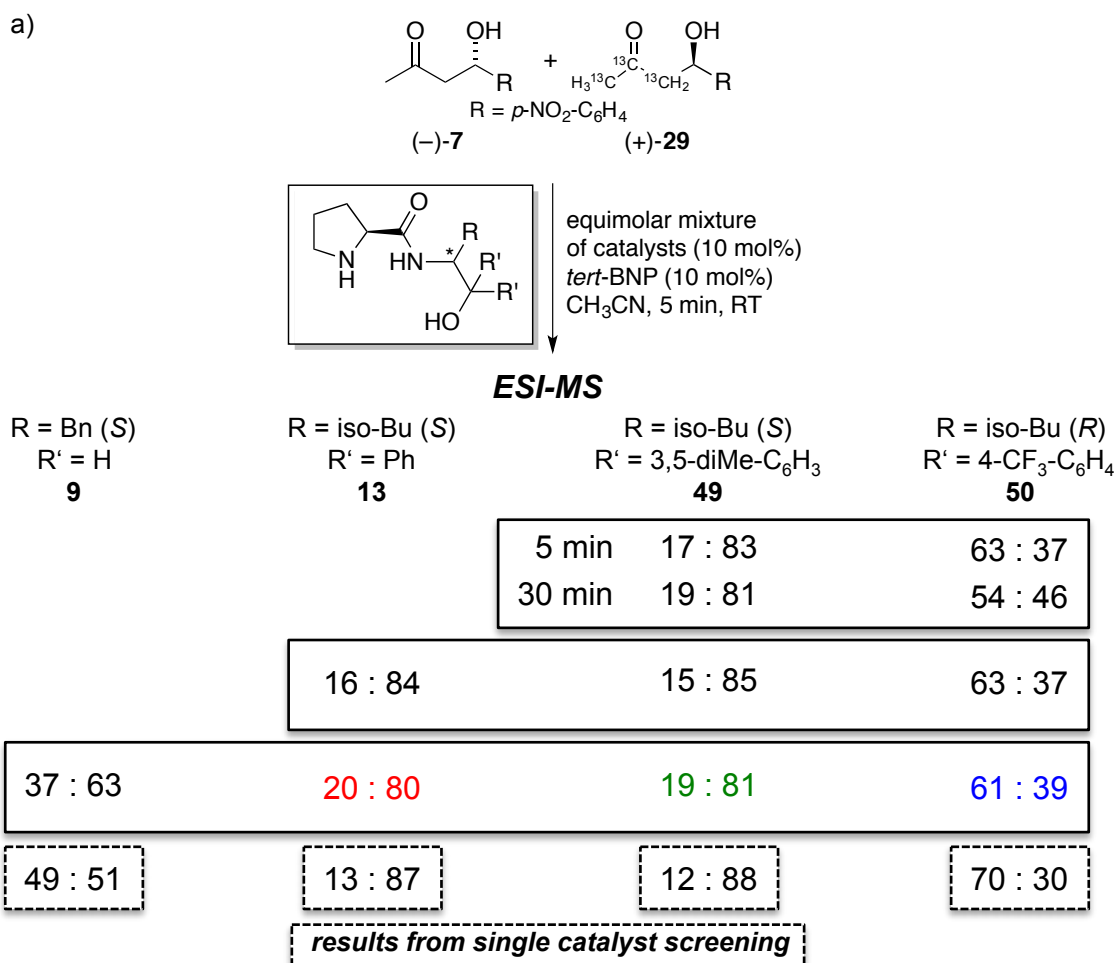 a)
O OH O OH
R + ¹³C R
H₃¹³C ¹³CH₂
R = p-NO₂-C₆H₄
(–)-7 (+)-29
O
R
N H HN * R'
R'
HO
equimolar mixture
of catalysts (10 mol%)
tert-BNP (10 mol%)
CH₃CN, 5 min, RT
ESI-MS
R = Bn (S) R = iso-Bu (S) R = iso-Bu (S) R = iso-Bu (R)
R‘ = H R‘ = Ph R‘ = 3,5-diMe-C₆H₃ R‘ = 4-CF₃-C₆H₄
9 13 49 50
5 min 17 : 83 63 : 37
30 min 19 : 81 54 : 46
16 : 84 15 : 85 63 : 37
37 : 63 20 : 80 19 : 81 61 : 39
49 : 51 13 : 87 12 : 88 70 : 30
results from single catalyst screening